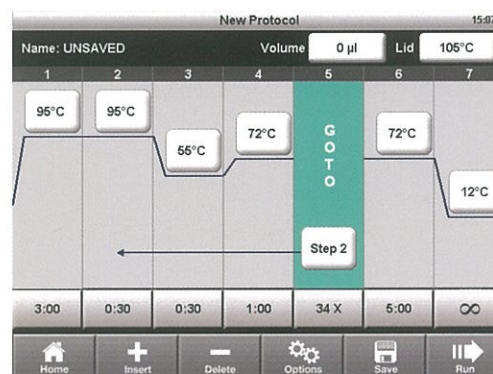 New Protocol 15:07
Name: UNSAVED Volume 0 µl Lid 105°C
1 2 3 4 5 6 7
95°C 95°C 55°C 72°C GOTO 72°C 12°C
Step 2
3:00 0:30 0:30 1:00 34 X 5:00 ∞
Home Insert Delete Options Save Run